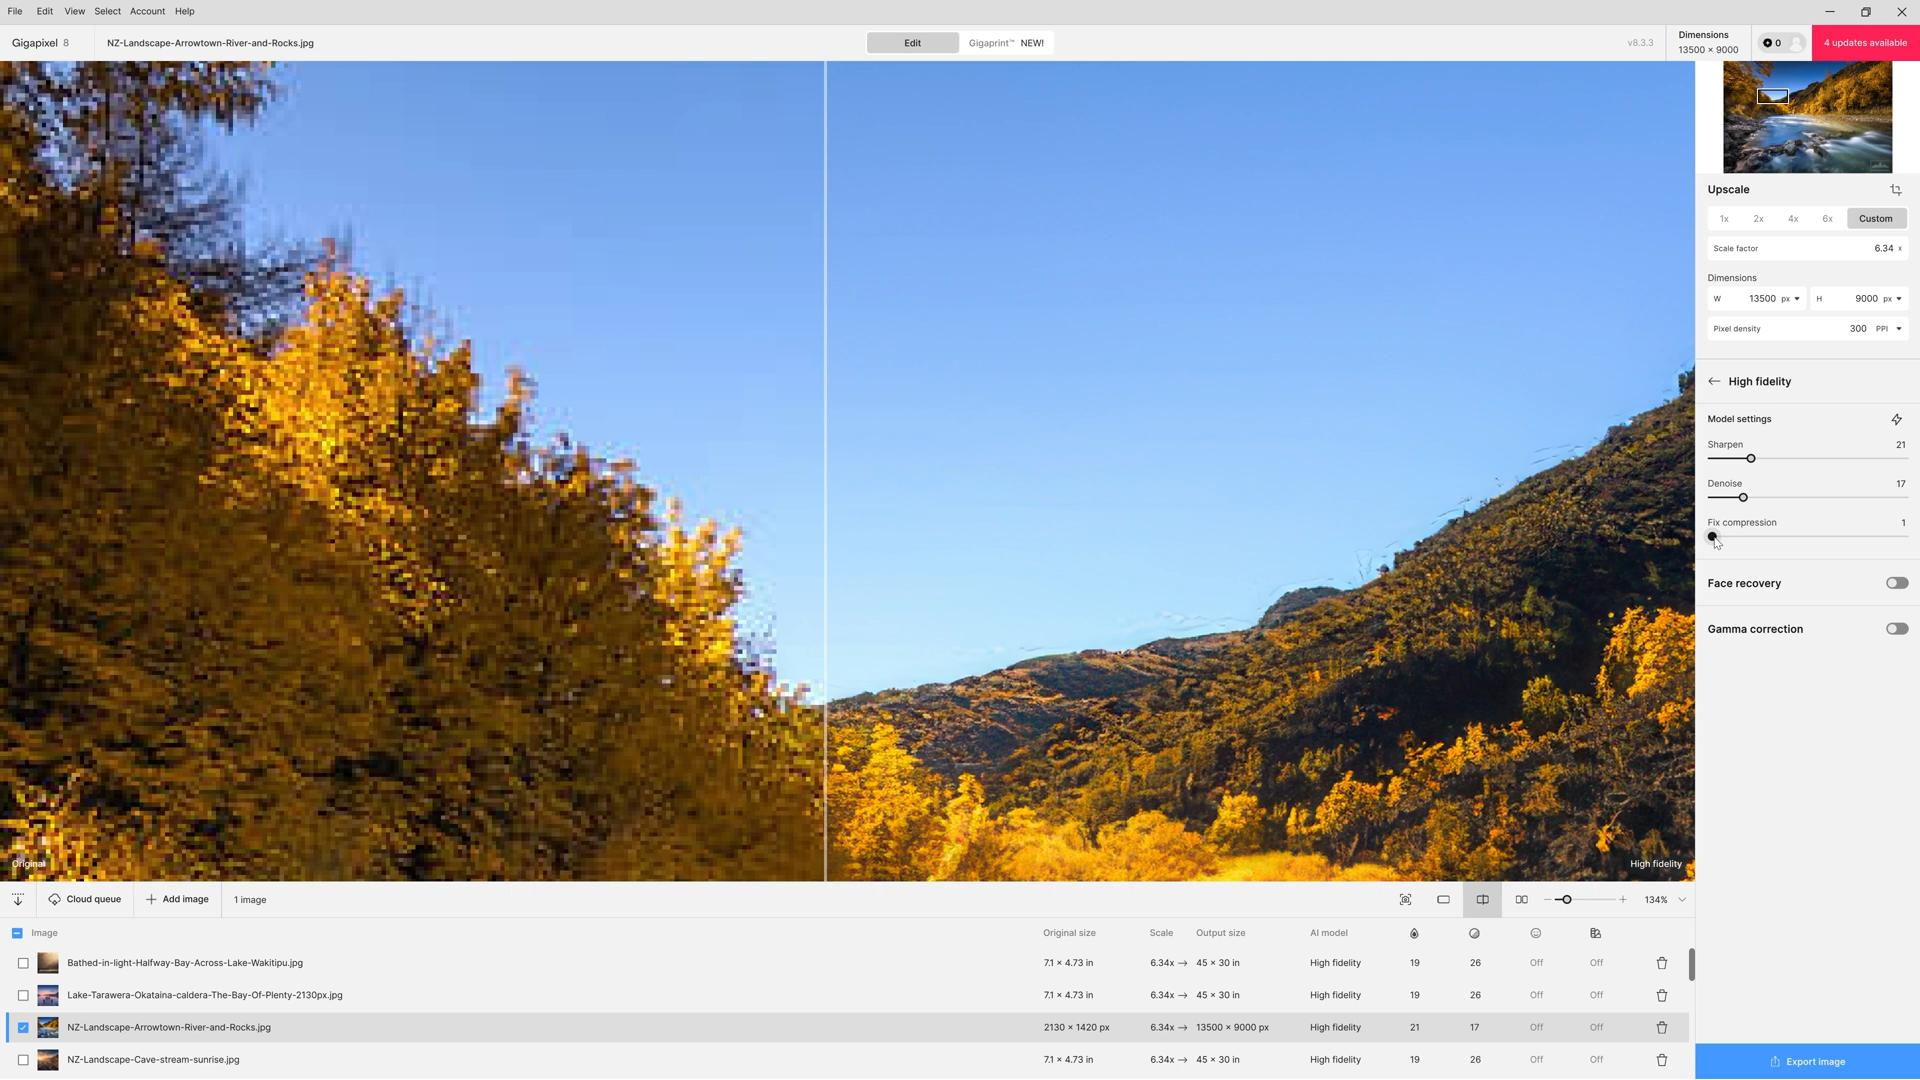 File Edit View Select Account Help
Gigapixel 8 NZ-Landscape-Arrowtown-River-and-Rocks.jpg Edit Gigaprint™ NEW! v8.3.3 Dimensions 13500 × 9000 0 4 updates available
Upscale
1x 2x 4x 6x Custom
Scale factor 6.34 x
Dimensions
W 13500 px H 9000 px
Pixel density 300 PPI
High fidelity
Model settings
Sharpen 21
Denoise 17
Fix compression 1
Face recovery
Gamma correction
Original High fidelity
Cloud queue Add image 1 image 134%
Image Original size Scale Output size AI model
Bathed-in-light-Halfway-Bay-Across-Lake-Wakitipu.jpg 7.1 × 4.73 in 6.34x → 45 × 30 in High fidelity 19 26 Off Off
Lake-Tarawera-Okataina-caldera-The-Bay-Of-Plenty-2130px.jpg 7.1 × 4.73 in 6.34x → 45 × 30 in High fidelity 19 26 Off Off
NZ-Landscape-Arrowtown-River-and-Rocks.jpg 2130 × 1420 px 6.34x → 13500 × 9000 px High fidelity 21 17 Off Off
NZ-Landscape-Cave-stream-sunrise.jpg 7.1 × 4.73 in 6.34x → 45 × 30 in High fidelity 19 26 Off Off
Export image